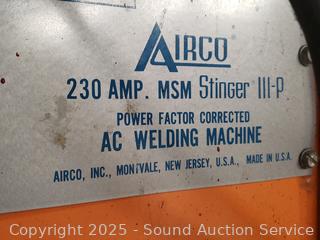 AIRCO
230 AMP. MSM Stinger III-P
POWER FACTOR CORRECTED
AC WELDING MACHINE
AIRCO, INC., MONTVALE, NEW JERSEY, U.S.A., MADE IN U.S.A.
Copyright 2025 - Sound Auction Service